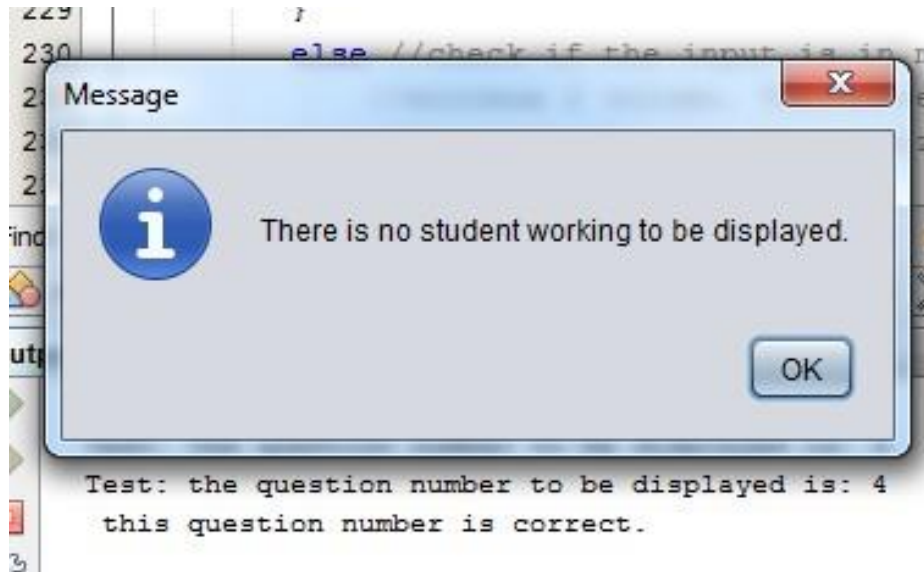 229 }
230 else //check if the input is in
Message
X
There is no student working to be displayed.
OK
Test: the question number to be displayed is: 4
this question number is correct.